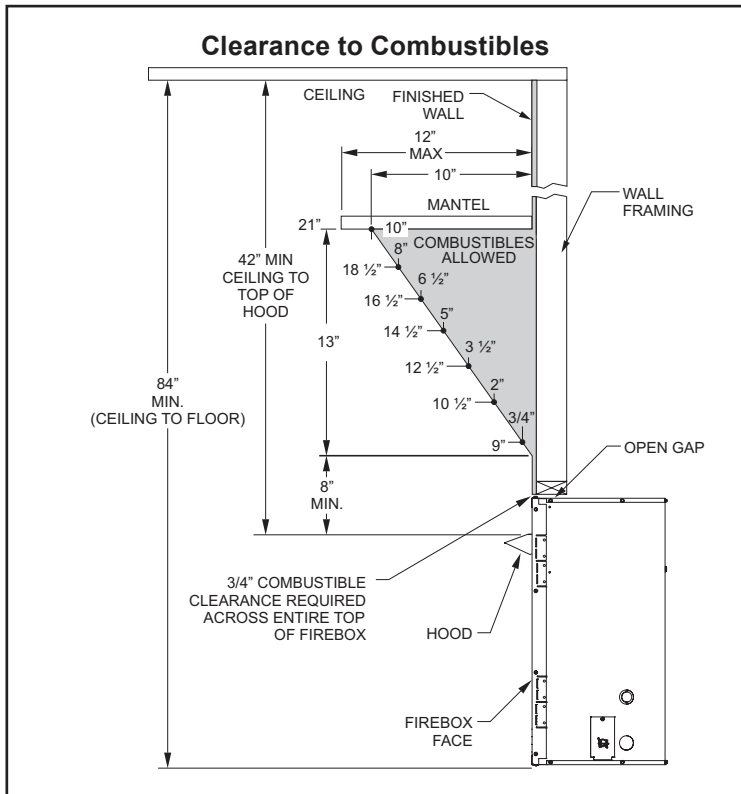 Clearance to Combustibles
CEILING
FINISHED
WALL
12”
MAX
10”
WALL
FRAMING
MANTEL
21”
10”
COMBUSTIBLES
ALLOWED
42” MIN
CEILING TO
TOP OF
HOOD
8”
18 ½”
6 ½”
16 ½”
5”
14 ½”
13”
3 ½”
12 ½”
84”
MIN.
(CEILING TO FLOOR)
2”
10 ½”
3/4”
9”
OPEN GAP
8”
MIN.
3/4” COMBUSTIBLE
CLEARANCE REQUIRED
ACROSS ENTIRE TOP
OF FIREBOX
HOOD
FIREBOX
FACE